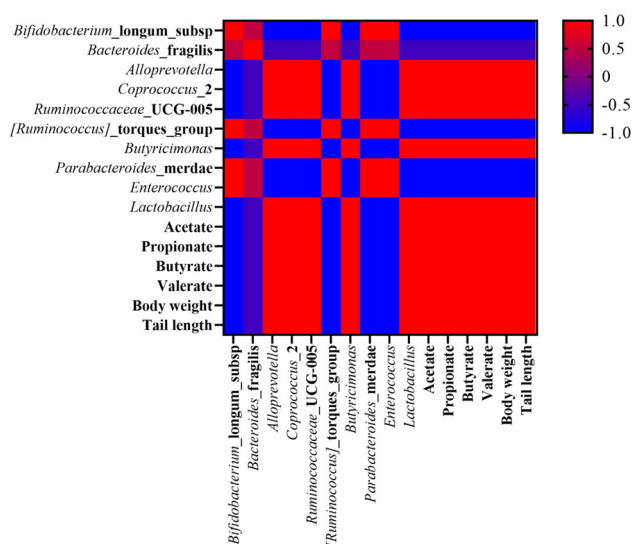 Bifidobacterium_longum_subsp
Bacteroides_fragilis
Alloprevotella
Coprococcus_2
Ruminococcaceae_UCG-005
[Ruminococcus]_torques_group
Butyricimonas
Parabacteroides_merdae
Enterococcus
Lactobacillus
Acetate
Propionate
Butyrate
Valerate
Body weight
Tail length
1.0
0.5
0
-0.5
-1.0
Bifidobacterium_longum_subsp
Bacteroides_fragilis
Alloprevotella
Coprococcus_2
Ruminococcaceae_UCG-005
[Ruminococcus]_torques_group
Butyricimonas
Parabacteroides_merdae
Enterococcus
Lactobacillus
Acetate
Propionate
Butyrate
Valerate
Body weight
Tail length